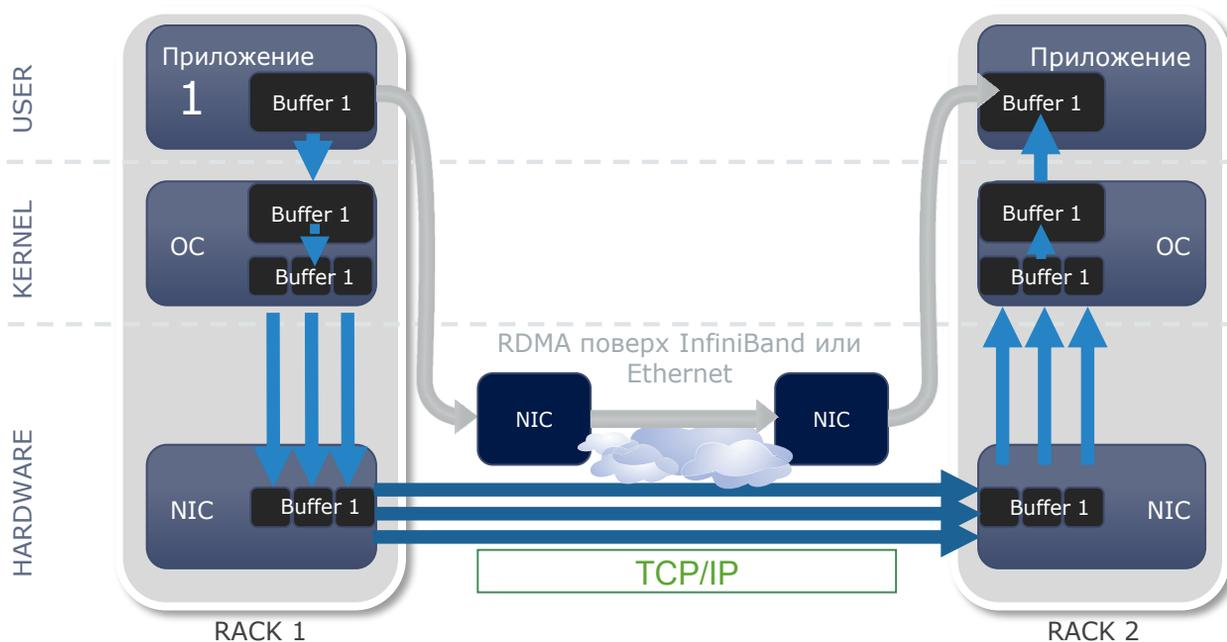 USER
Приложение
1
Buffer 1
Приложение
Buffer 1
KERNEL
ОС
Buffer 1
Buffer 1
Buffer 1
Buffer 1
ОС
HARDWARE
RDMA поверх InfiniBand или
Ethernet
NIC
NIC
NIC
Buffer 1
Buffer 1
NIC
TCP/IP
RACK 1
RACK 2